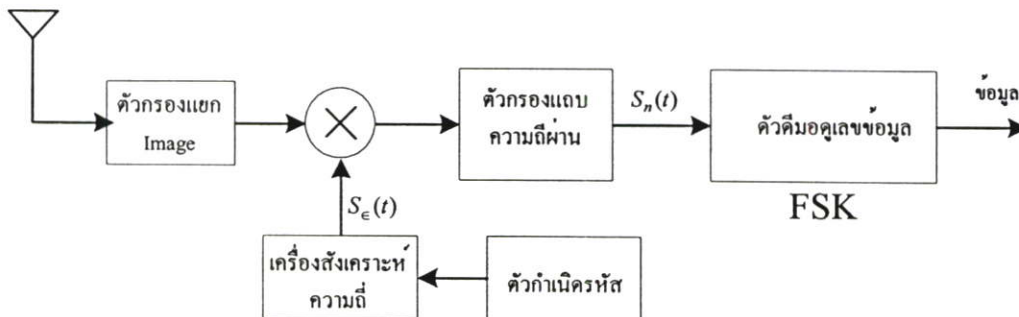 ตัวกรองแยก
Image
ตัวกรองแถบ
ความถี่ผ่าน
S_n(t)
ตัวดีมอดูเลขข้อมูล
ข้อมูล
FSK
S_∈(t)
เครื่องสังเคราะห์
ความถี่
ตัวกำเนิดรหัส